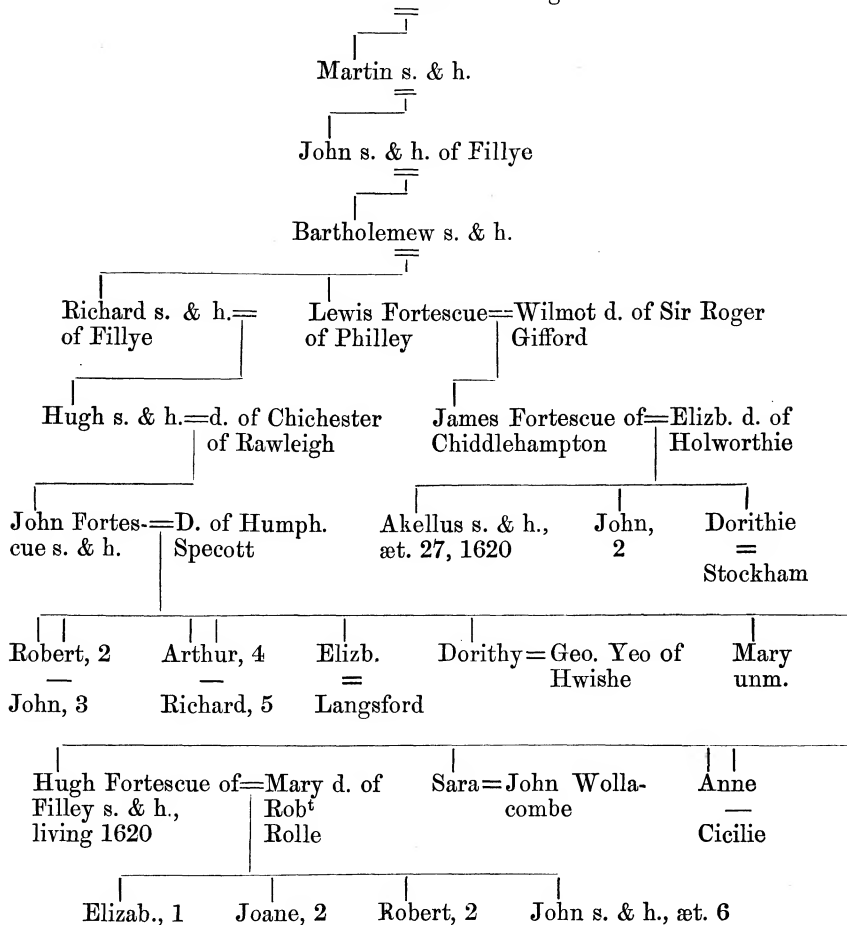 Martin s. & h.
John s. & h. of Fillye
Bartholemew s. & h.
Richard s. & h.=
of Fillye
Lewis Fortescue=Wilmot d. of Sir Roger
of Philley
Gifford
Hugh s. & h.=d. of Chichester
of Rawleigh
James Fortescue of=Elizb. d. of
Chiddlehampton
Holworthie
John Fortes-=D. of Humph.
cue s. & h.
Specott
Akellus s. & h.,
æt. 27, 1620
John,
2
Dorithie
=
Stockham
Robert, 2
—
John, 3
Arthur, 4
—
Richard, 5
Elizb.
=
Langsford
Dorithy=Geo. Yeo of
Hwishe
Mary
unm.
Hugh Fortescue of=Mary d. of
Filley s. & h.,
living 1620
Robᵗ
Rolle
Sara=John Wolla-
combe
Anne
—
Cicilie
Elizab., 1
Joane, 2
Robert, 2
John s. & h., æt. 6